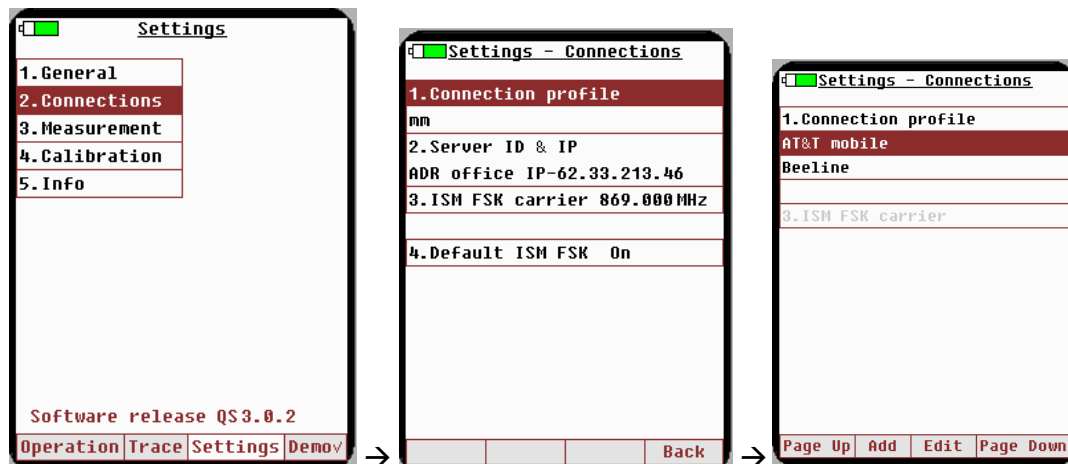 Settings
1.General
2.Connections
3.Measurement
4.Calibration
5.Info
Software release QS3.0.2
Operation Trace Settings Demo√
→
Settings - Connections
1.Connection profile
mm
2.Server ID & IP
ADR office IP-62.33.213.46
3.ISM FSK carrier 869.000MHz
4.Default ISM FSK On
Back
→
Settings - Connections
1.Connection profile
AT&T mobile
Beeline
3.ISM FSK carrier
Page Up Add Edit Page Down